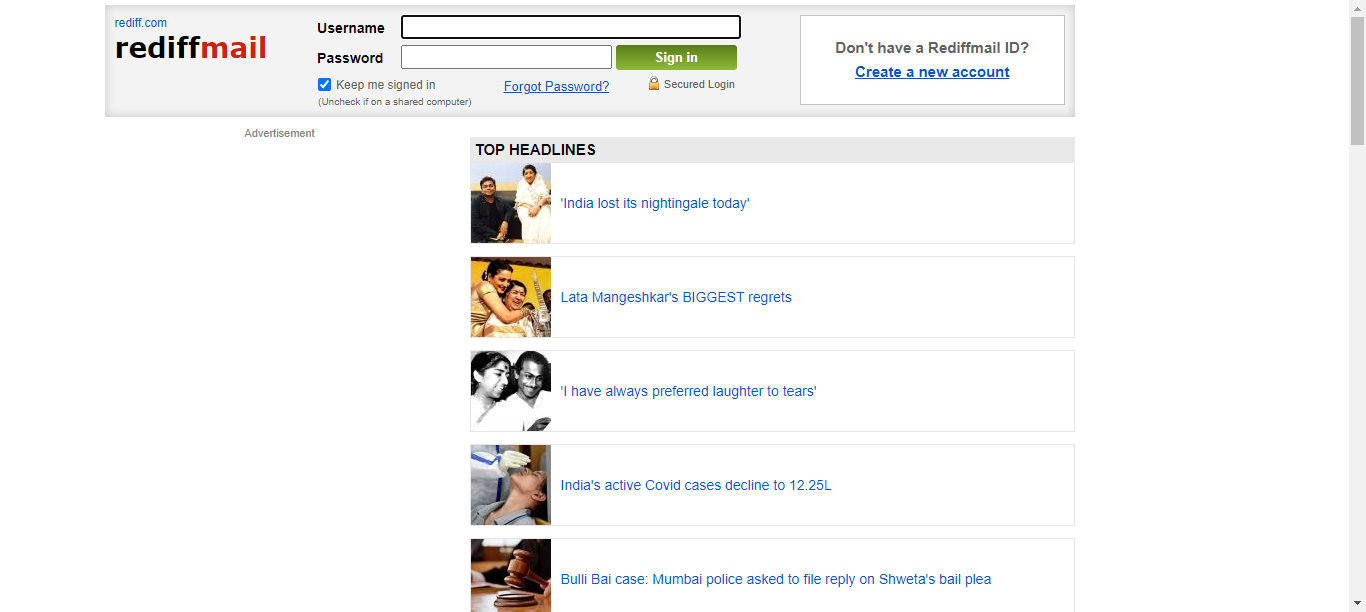 rediff.com
rediffmail
Username
Password
Sign in
Keep me signed in
Forgot Password?
Secured Login
(Uncheck if on a shared computer)
Don't have a Rediffmail ID?
Create a new account
Advertisement
TOP HEADLINES
'India lost its nightingale today'
Lata Mangeshkar's BIGGEST regrets
'I have always preferred laughter to tears'
India's active Covid cases decline to 12.25L
Bulli Bai case: Mumbai police asked to file reply on Shweta's bail plea